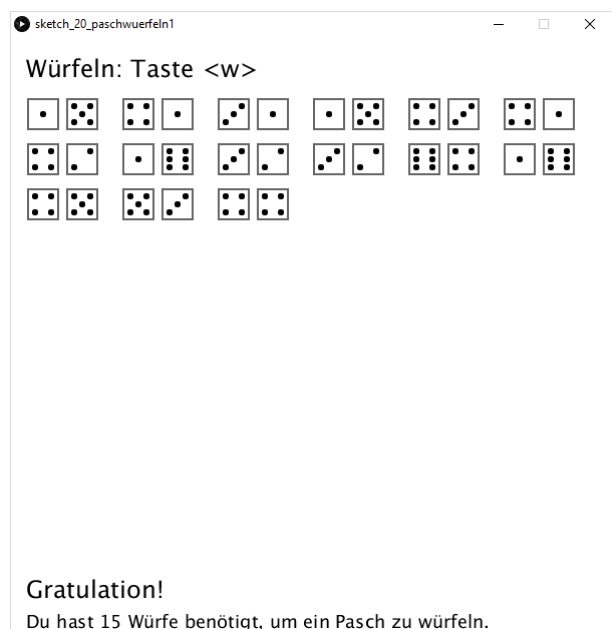 sketch_20_paschwuerfeln1
Würfeln: Taste <w>
Gratulation!
Du hast 15 Würfe benötigt, um ein Pasch zu würfeln.